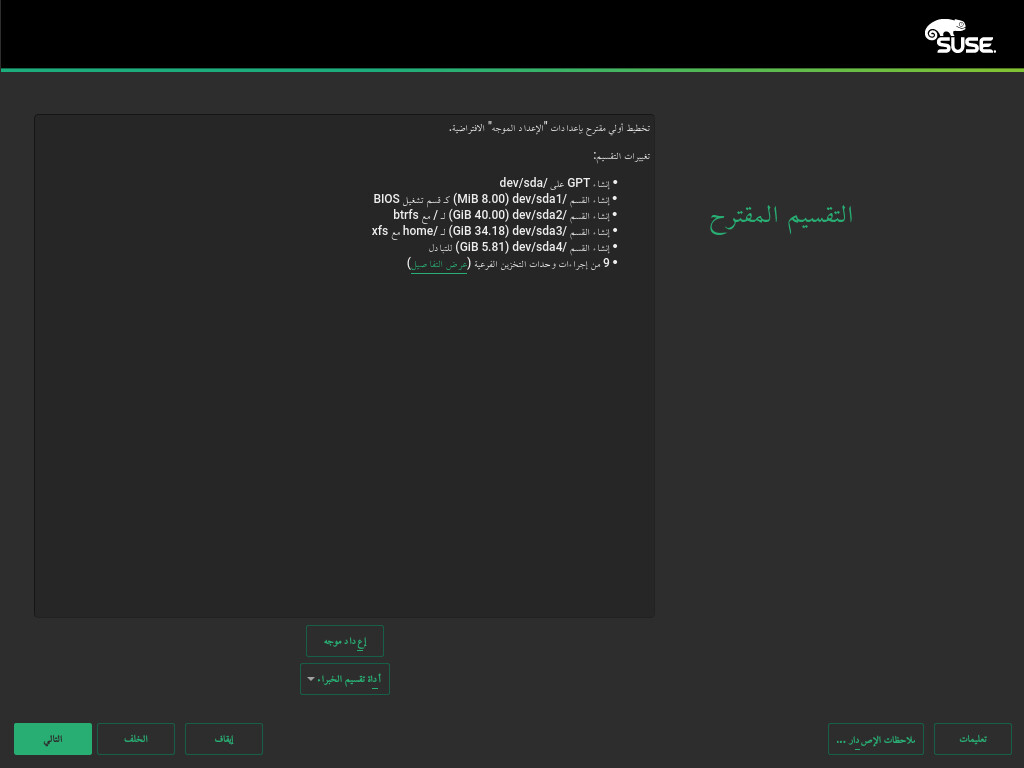 SUSE.
تخطيط أولي مقترح بإعدادات "الإعداد الموجه" الافتراضية.
تغييرات التقسيم:
• إنشاء GPT على /dev/sda
• إنشاء القسم /dev/sda1 (8.00 MiB) كـ قسم تشغيل BIOS
• إنشاء القسم /dev/sda2 (40.00 GiB) لـ / مع btrfs
• إنشاء القسم /dev/sda3 (34.18 GiB) لـ /home مع xfs
• إنشاء القسم /dev/sda4 (5.81 GiB) للتبادل
• 9 من إجراءات وحدات التخزين الفرعية (عرض التفاصيل)
التقسيم المقترح
إعداد موجه
أداة تقسيم الخبراء
تعليمات
ملاحظات الإصدار ...
إيقاف
الخلف
التالي